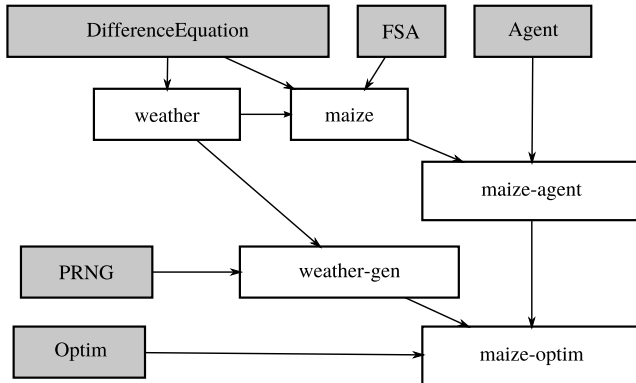 DifferenceEquation
FSA
Agent
weather
maize
maize-agent
PRNG
weather-gen
Optim
maize-optim